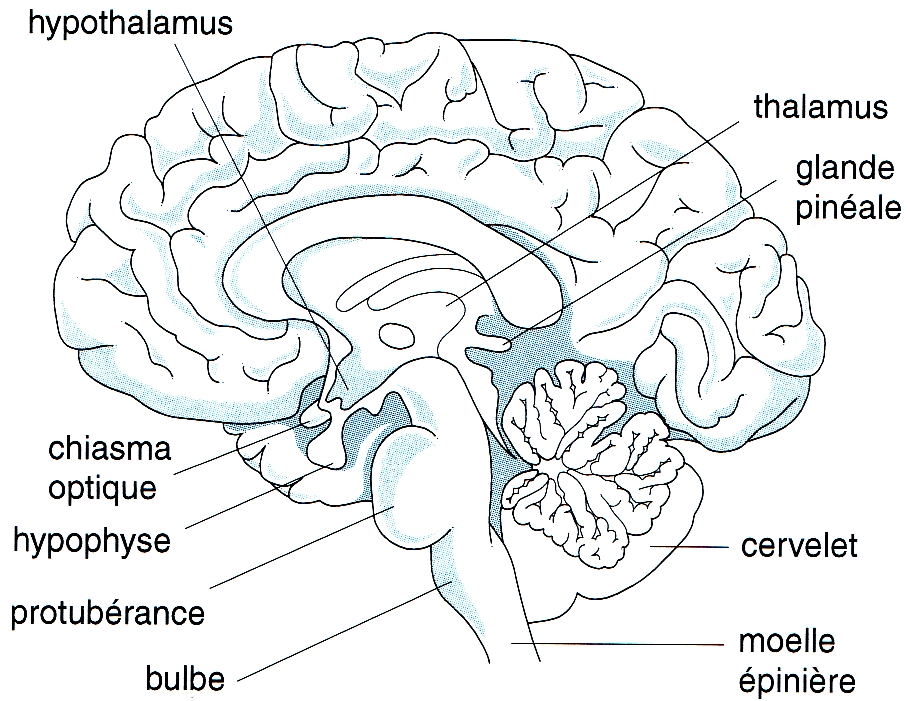 hypothalamus
thalamus
glande
pinéale
chiasma
optique
hypophyse
protubérance
bulbe
cervelet
moelle
épinière